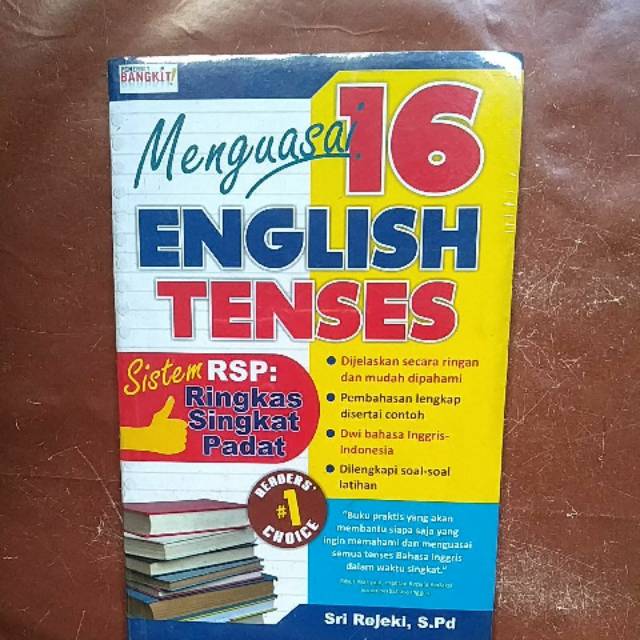 PENERBIT
BANGKIT!
Menguasai 16
ENGLISH
TENSES
Sistem RSP:
Ringkas
Singkat
Padat
Dijelaskan secara ringan
dan mudah dipahami
Pembahasan lengkap
disertai contoh
Dwi bahasa Inggris-
Indonesia
Dilengkapi soal-soal
latihan
READERS'
#1
CHOICE
"Buku praktis yang akan
membantu siapa saja yang
ingin memahami dan menguasai
semua tenses Bahasa Inggris
dalam waktu singkat."
Sri Rejeki, S.Pd